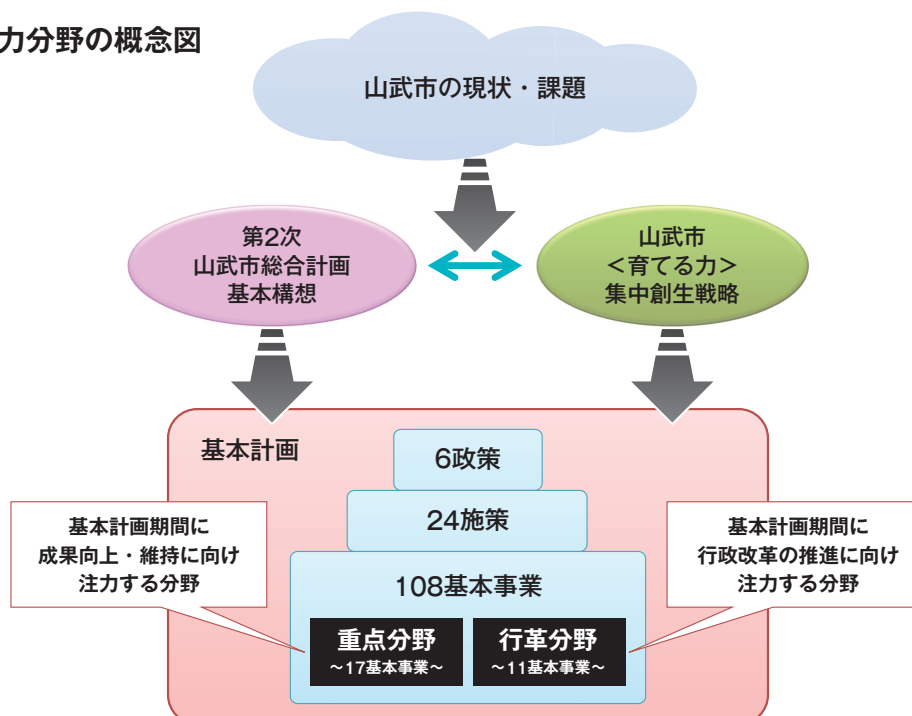 力分野の概念図
山武市の現状・課題
第2次
山武市総合計画
基本構想
山武市
＜育てる力＞
集中創生戦略
基本計画
6政策
24施策
108基本事業
基本計画期間に
成果向上・維持に向け
注力する分野
基本計画期間に
行政改革の推進に向け
注力する分野
重点分野
～17基本事業～
行革分野
～11基本事業～